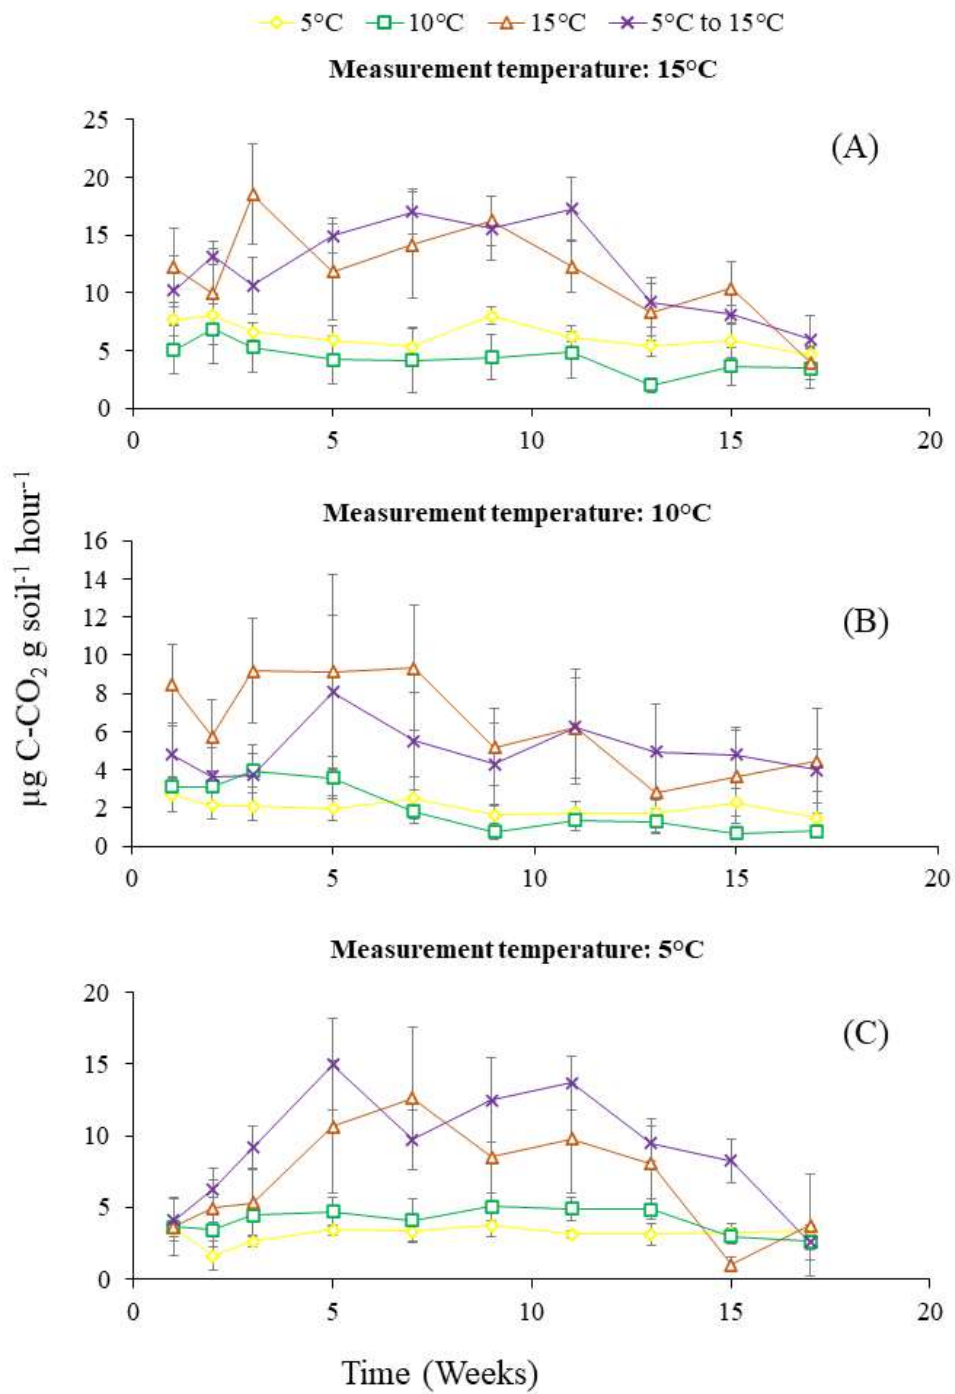 5°C 10°C 15°C 5°C to 15°C
Measurement temperature: 15°C
(A)
25
20
15
10
5
0
0 5 10 15 20
Measurement temperature: 10°C
(B)
16
14
12
10
8
6
4
2
0
0 5 10 15 20
µg C-CO₂ g soil⁻¹ hour⁻¹
Measurement temperature: 5°C
(C)
20
15
10
5
0
0 5 10 15 20
Time (Weeks)